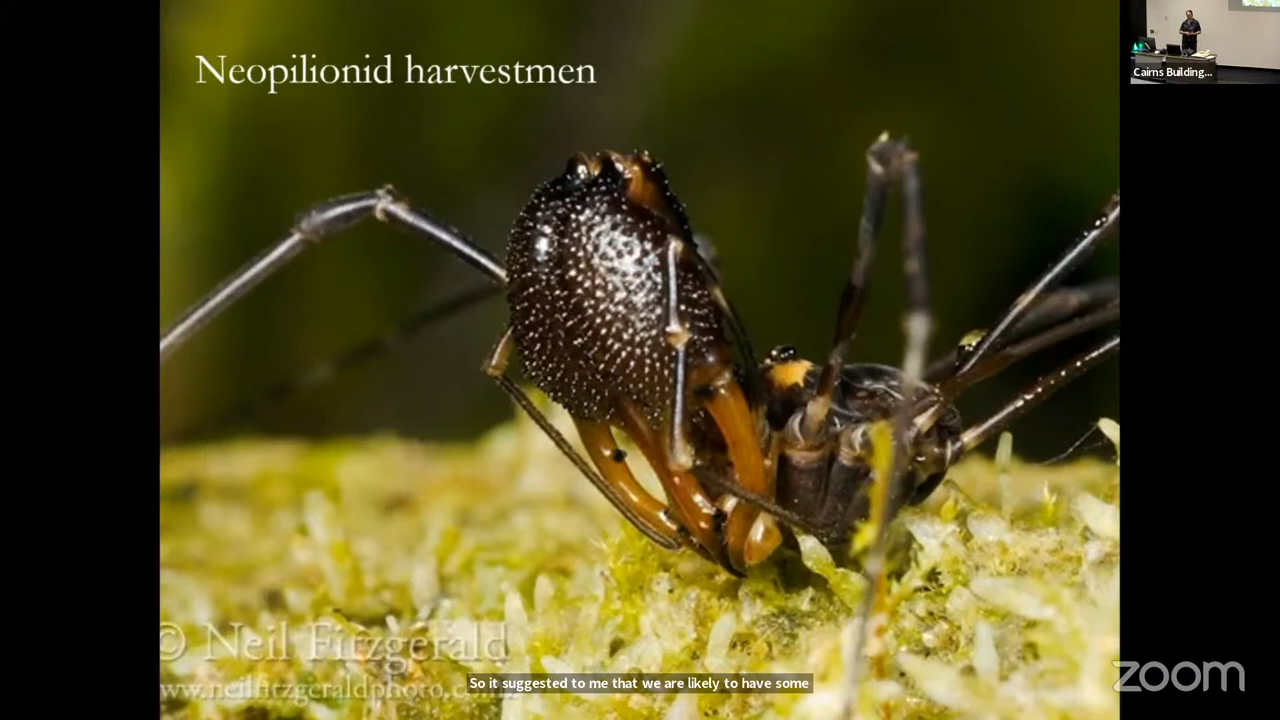 Neopilionid harvestmen
Cairns Building...
© Neil Fitzgerald
www.neilfitzgeraldphoto.com
So it suggested to me that we are likely to have some
zoom